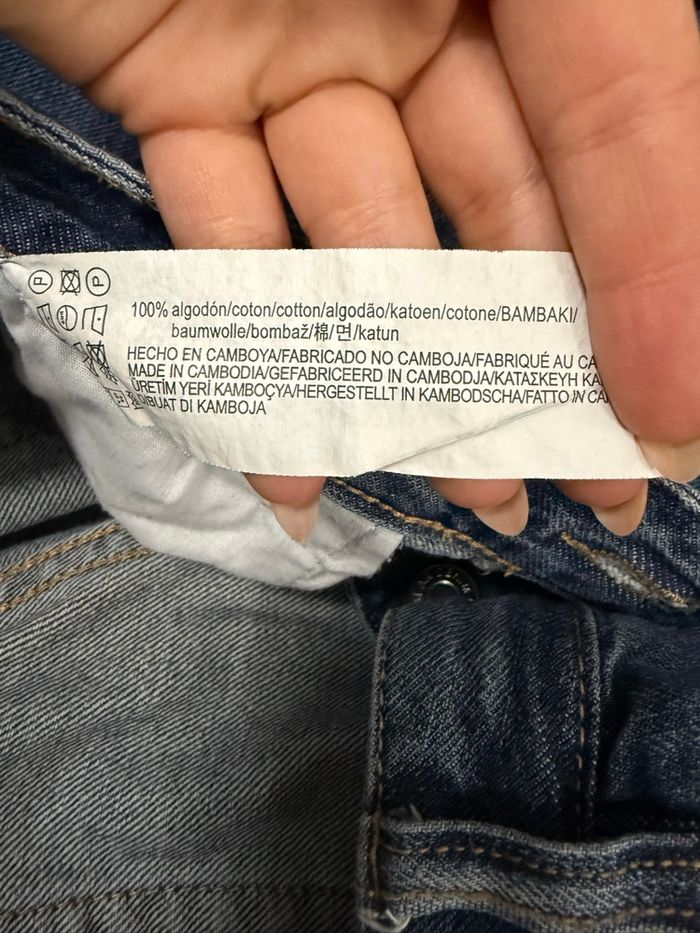 100% algodón/coton/cotton/algodão/katoen/cotone/BAMBAKI/
baumwolle/bombaž/棉/면/katun
HECHO EN CAMBOYA/FABRICADO NO CAMBOJA/FABRIQUÉ AU
MADE IN CAMBODIA/GEFABRICEERD IN CAMBODJA/ΚΑΤΑΣΚΕΥΗ
ÜRETİM YERİ KAMBOÇYA/HERGESTELLT IN KAMBODSCHA/FATTO IN
DIBUAT DI KAMBOJA